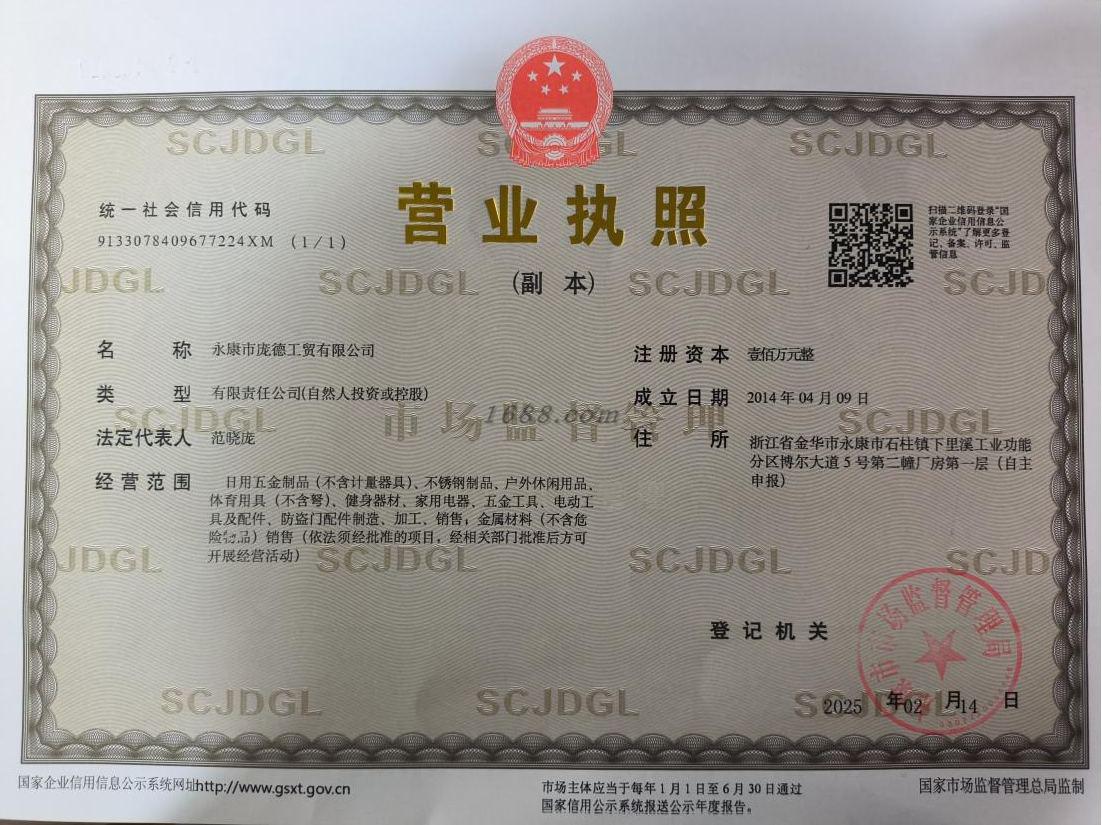 营业执照
(副 本)
统一社会信用代码
9133078409677224XM (1/1)
扫描二维码登录“国
家企业信用信息公
示系统”了解更多登
记、备案、许可、监
管信息
名 称 永康市庞德工贸有限公司
类 型 有限责任公司(自然人投资或控股)
法定代表人 范晓庞
经营范围 日用五金制品（不含计量器具）、不锈钢制品、户外休闲用品、
体育用具（不含弩）、健身器材、家用电器、五金工具、电动工
具及配件、防盗门配件制造、加工、销售；金属材料（不含危
险物品）销售（依法须经批准的项目，经相关部门批准后方可
开展经营活动）
注册资本 壹佰万元整
成立日期 2014年04月09日
住 所 浙江省金华市永康市石柱镇下里溪工业功能
分区博尔大道5号第二幢厂房第一层（自主
申报）
SCJDGL
市场监督管理
1688.com
登记机关
市场监督管理局
2025 年02 月14 日
国家企业信用信息公示系统网址http://www.gsxt.gov.cn
市场主体应当于每年1月1日至6月30日通过
国家信用公示系统报送公示年度报告。
国家市场监督管理总局监制